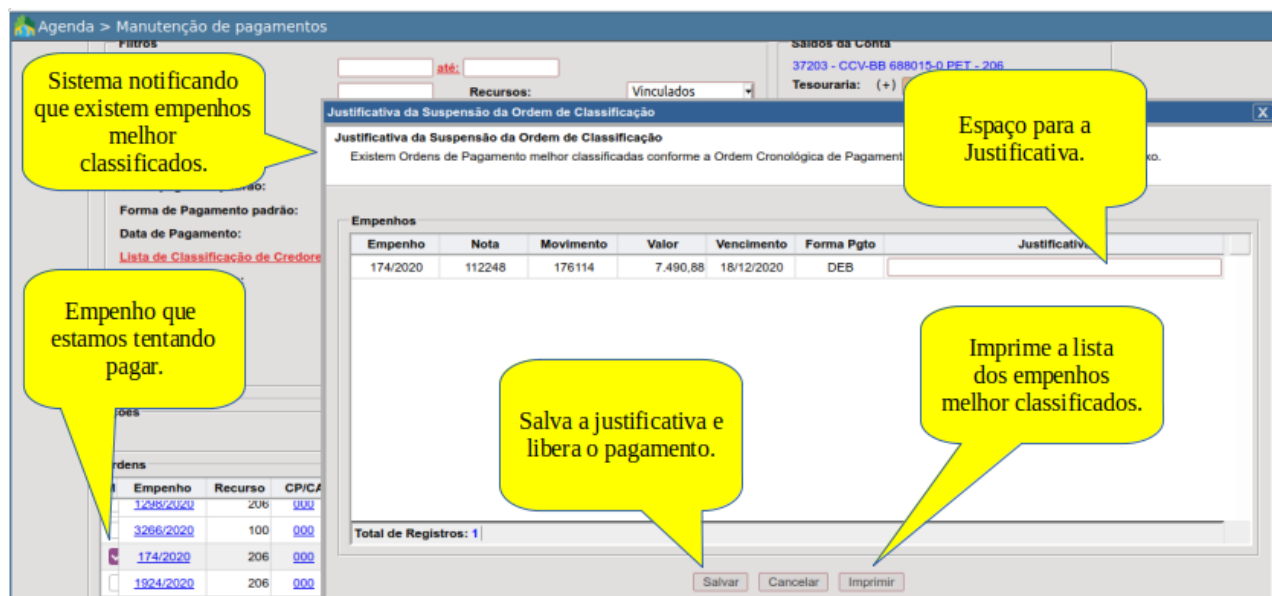 Agenda > Manutenção de pagamentos
Filtros
Saldos da Conta
37203 - CCV-BB 688015-0 PET - 206
até:
Tesouraria: (+)
Recursos:
Vinculados
Sistema notificando
que existem empenhos
melhor
classificados.
Justificativa da Suspensão da Ordem de Classificação
X
Justificativa da Suspensão da Ordem de Classificação
Existem Ordens de Pagamento melhor classificadas conforme a Ordem Cronológica de
Espaço para a
Justificativa.
Forma de Pagamento padrão:
Data de Pagamento:
Lista de Classificação de
Empenhos
Empenho Nota Movimento Valor Vencimento Forma Pgto
174/2020 112248 176114 7.490,88 18/12/2020 DEB
Empenho que
estamos tentando
pagar.
Imprime a lista
dos empenhos
melhor classificados.
Salva a justificativa e
libera o pagamento.
Empenho Recurso
1298/2020 206 000
3266/2020 100 000
174/2020 206 000
1924/2020 206 000
Total de Registros: 1
Salvar Cancelar Imprimir